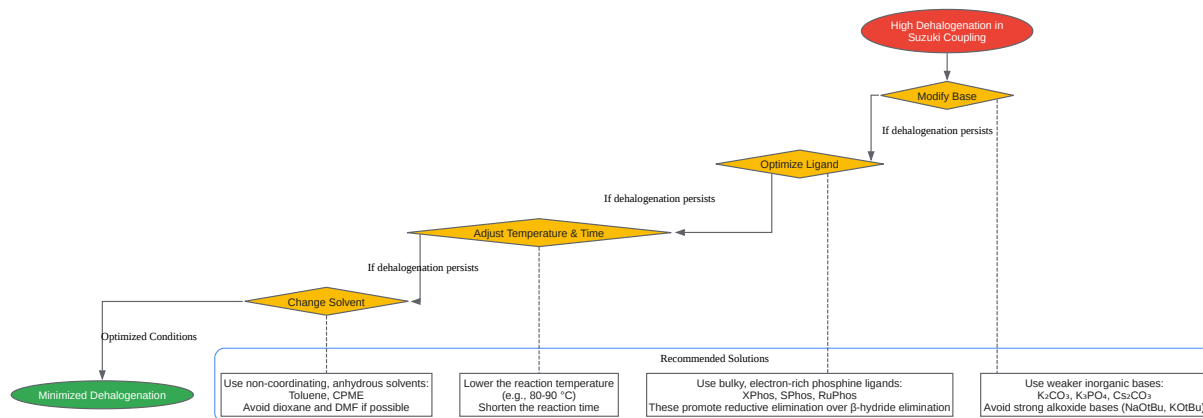 High Dehalogenation in
Suzuki Coupling
Modify Base
If dehalogenation persists
Optimize Ligand
If dehalogenation persists
Adjust Temperature & Time
If dehalogenation persists
Change Solvent
Optimized Conditions
Minimized Dehalogenation
Recommended Solutions
Use non-coordinating, anhydrous solvents:
Toluene, CPME
Avoid dioxane and DMF if possible
Lower the reaction temperature
(e.g., 80-90 °C)
Shorten the reaction time
Use bulky, electron-rich phosphine ligands:
XPhos, SPhos, RuPhos
These promote reductive elimination over β-hydride elimination
Use weaker inorganic bases:
K₂CO₃, K₃PO₄, Cs₂CO₃
Avoid strong alkoxide bases (NaOtBu, KOtBu)